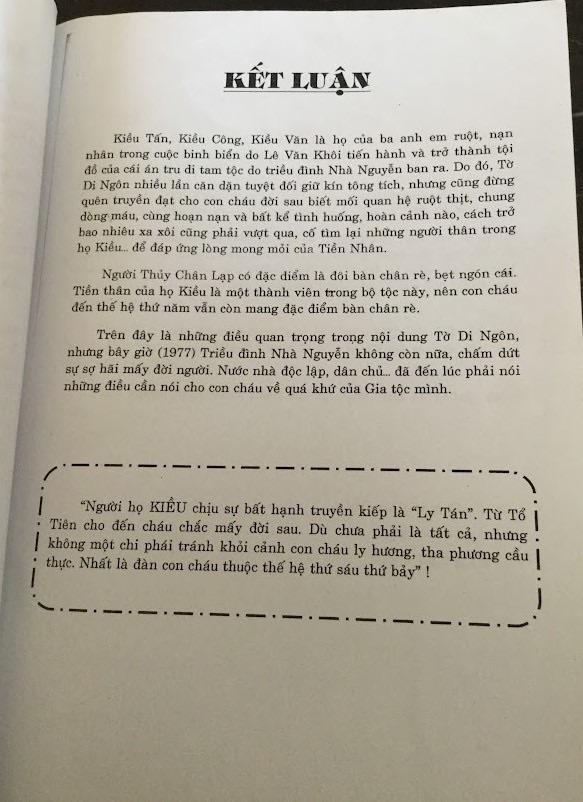 KẾT LUẬN
Kiều Tấn, Kiều Công, Kiều Văn là họ của ba anh em ruột, nạn
nhân trong cuộc binh biến do Lê Văn Khôi tiến hành và trở thành tội
đồ của cái án tru di tam tộc do triều đình Nhà Nguyễn ban ra. Do đó, Tờ
Di Ngôn nhiều lần căn dặn tuyệt đối giữ kín tông tích, nhưng cũng đừng
quên truyền đạt cho con cháu đời sau biết mối quan hệ ruột thịt, chung
dòng máu, cùng hoạn nạn và bất kể tình huống, hoàn cảnh nào, cách trở
bao nhiêu xa xôi cũng phải vượt qua, cố tìm lại những người thân trong
họ Kiều... để đáp ứng lòng mong mỏi của Tiền Nhân.
Người Thủy Chân Lạp có đặc điểm là đôi bàn chân rè, bẹt ngón cái.
Tiền thân của họ Kiều là một thành viên trong bộ tộc này, nên con cháu
đến thế hệ thứ năm vẫn còn mang đặc điểm bàn chân rè.
Trên đây là những điều quan trọng trong nội dung Tờ Di Ngôn,
nhưng bây giờ (1977) Triều đình Nhà Nguyễn không còn nữa, chấm dứt
sự sợ hãi mấy đời người. Nước nhà độc lập, dân chủ... đã đến lúc phải nói
những điều cần nói cho con cháu về quá khứ của Gia tộc mình.
"Người họ KIỀU chịu sự bất hạnh truyền kiếp là "Ly Tán". Từ Tổ
Tiên cho đến cháu chắc mấy đời sau. Dù chưa phải là tất cả, nhưng
không một chi phái tránh khỏi cảnh con cháu ly hương, tha phương cầu
thực. Nhất là đàn con cháu thuộc thế hệ thứ sáu thứ bảy" !